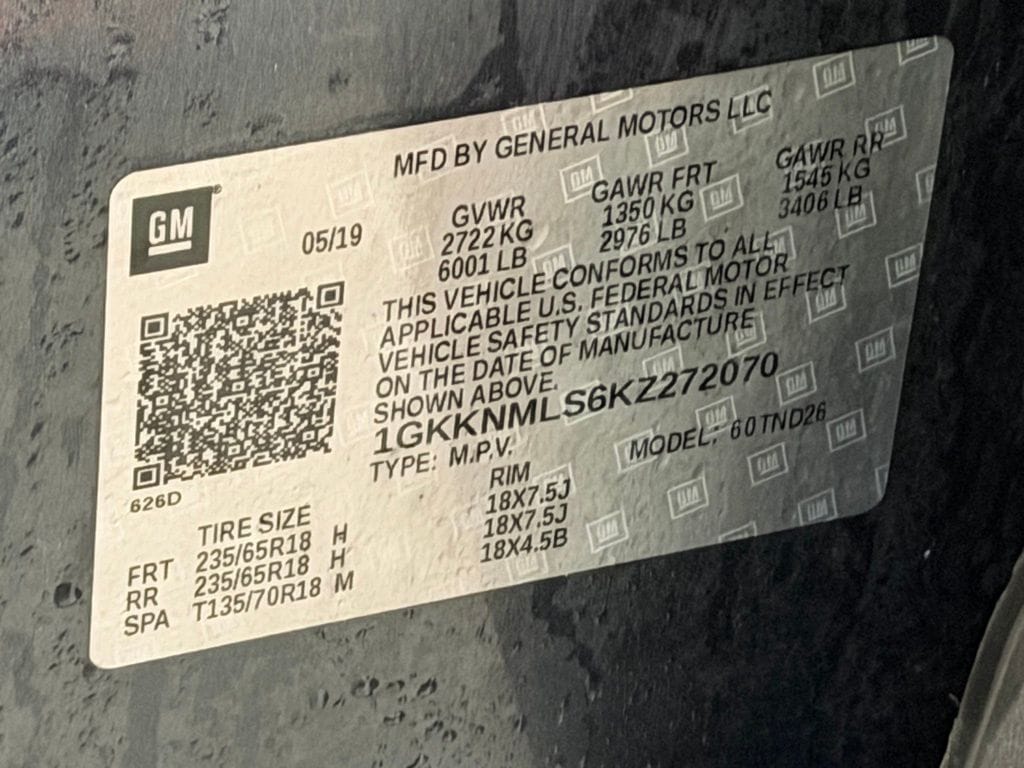 MFD BY GENERAL MOTORS LLC
GM
05/19
GVWR GAWR FRT GAWR RR
2722 KG 1350 KG 1545 KG
6001 LB 2976 LB 3406 LB
THIS VEHICLE CONFORMS TO ALL
APPLICABLE U.S. FEDERAL MOTOR
VEHICLE SAFETY STANDARDS IN EFFECT
ON THE DATE OF MANUFACTURE
SHOWN ABOVE.
1GKKNMLS6KZ272070
TYPE: M.P.V. MODEL: 60TND26
626D
TIRE SIZE RIM
FRT 235/65R18 H 18X7.5J
RR 235/65R18 H 18X7.5J
SPA T135/70R18 M 18X4.5B